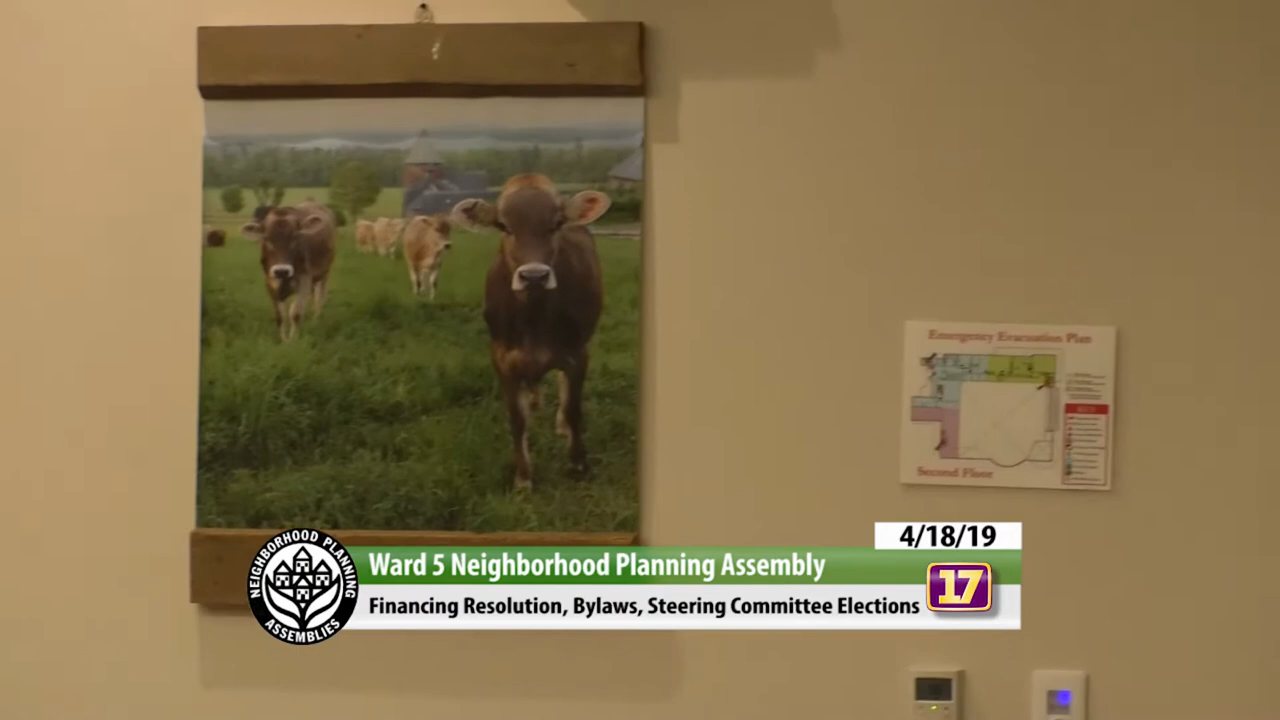 Emergency Evacuation Plan
Second Floor
4/18/19
NEIGHBORHOOD PLANNING
ASSEMBLIES
Ward 5 Neighborhood Planning Assembly
17
Financing Resolution, Bylaws, Steering Committee Elections